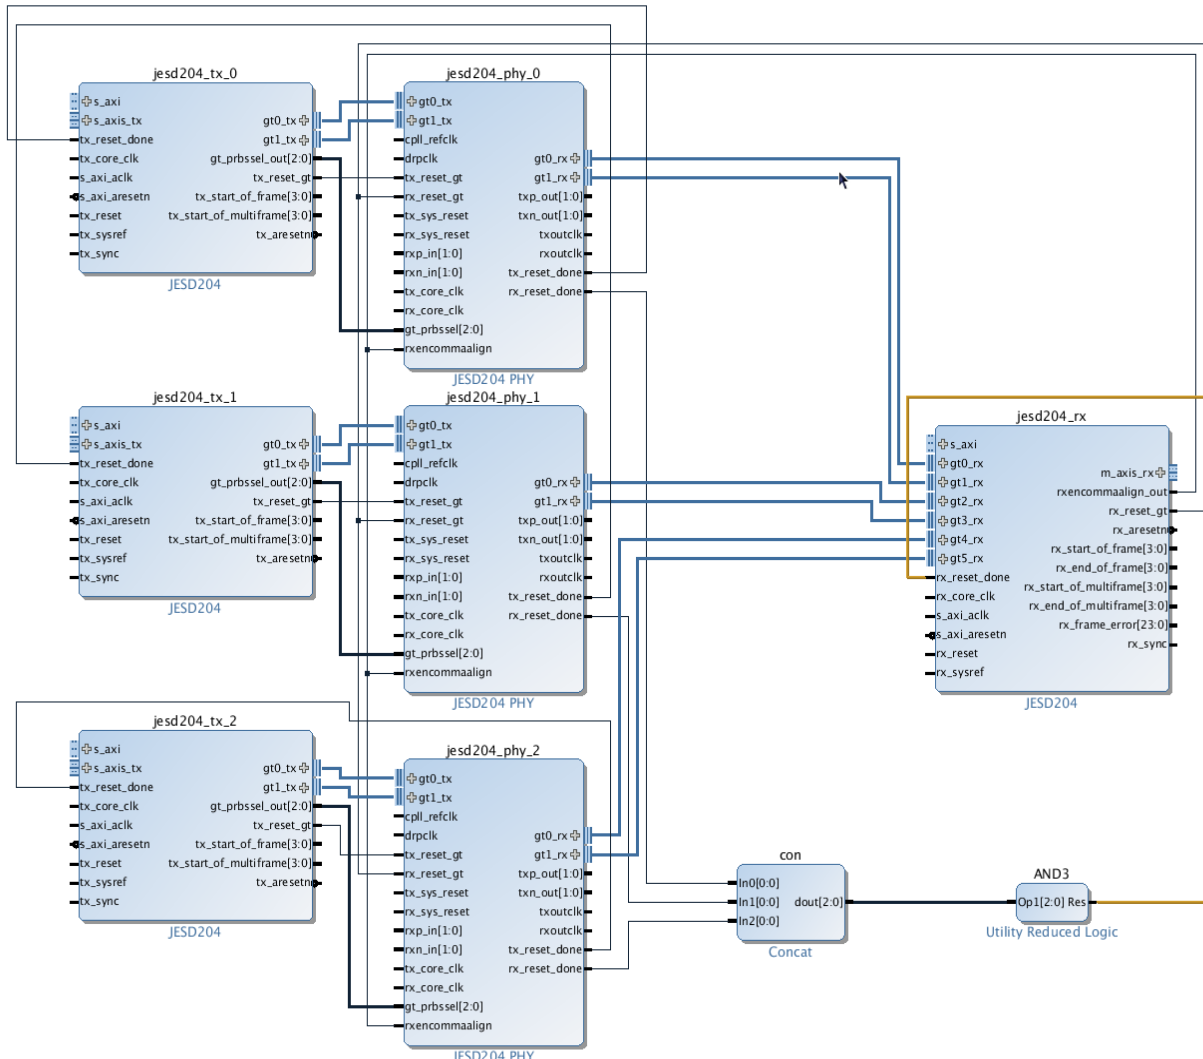 jesd204_tx_0
s_axi
s_axis_tx
tx_reset_done
tx_core_clk
s_axi_aclk
s_axi_aresetn
tx_reset
tx_sysref
tx_sync
gt0_tx
gt1_tx
gt_prbssel_out[2:0]
tx_reset_gt
tx_start_of_frame[3:0]
tx_start_of_multiframe[3:0]
tx_aresetn
JESD204
jesd204_phy_0
gt0_tx
gt1_tx
cpll_refclk
drpclk
tx_reset_gt
rx_reset_gt
tx_sys_reset
rx_sys_reset
rxp_in[1:0]
rxn_in[1:0]
tx_core_clk
rx_core_clk
gt_prbssel[2:0]
rxencommaalign
gt0_rx
gt1_rx
txp_out[1:0]
txn_out[1:0]
txoutclk
rxoutclk
tx_reset_done
rx_reset_done
JESD204 PHY
jesd204_tx_1
s_axi
s_axis_tx
tx_reset_done
tx_core_clk
s_axi_aclk
s_axi_aresetn
tx_reset
tx_sysref
tx_sync
gt0_tx
gt1_tx
gt_prbssel_out[2:0]
tx_reset_gt
tx_start_of_frame[3:0]
tx_start_of_multiframe[3:0]
tx_aresetn
JESD204
jesd204_phy_1
gt0_tx
gt1_tx
cpll_refclk
drpclk
tx_reset_gt
rx_reset_gt
tx_sys_reset
rx_sys_reset
rxp_in[1:0]
rxn_in[1:0]
tx_core_clk
rx_core_clk
gt_prbssel[2:0]
rxencommaalign
gt0_rx
gt1_rx
txp_out[1:0]
txn_out[1:0]
txoutclk
rxoutclk
tx_reset_done
rx_reset_done
JESD204 PHY
jesd204_rx
s_axi
gt0_rx
gt1_rx
gt2_rx
gt3_rx
gt4_rx
gt5_rx
rx_reset_done
rx_core_clk
s_axi_aclk
s_axi_aresetn
rx_reset
rx_sysref
m_axis_rx
rxencommaalign_out
rx_reset_gt
rx_aresetn
rx_start_of_frame[3:0]
rx_end_of_frame[3:0]
rx_start_of_multiframe[3:0]
rx_end_of_multiframe[3:0]
rx_frame_error[23:0]
rx_sync
JESD204
jesd204_tx_2
s_axi
s_axis_tx
tx_reset_done
tx_core_clk
s_axi_aclk
s_axi_aresetn
tx_reset
tx_sysref
tx_sync
gt0_tx
gt1_tx
gt_prbssel_out[2:0]
tx_reset_gt
tx_start_of_frame[3:0]
tx_start_of_multiframe[3:0]
tx_aresetn
JESD204
jesd204_phy_2
gt0_tx
gt1_tx
cpll_refclk
drpclk
tx_reset_gt
rx_reset_gt
tx_sys_reset
rx_sys_reset
rxp_in[1:0]
rxn_in[1:0]
tx_core_clk
rx_core_clk
gt_prbssel[2:0]
rxencommaalign
gt0_rx
gt1_rx
txp_out[1:0]
txn_out[1:0]
txoutclk
rxoutclk
tx_reset_done
rx_reset_done
JESD204 PHY
con
In0[0:0]
In1[0:0]
In2[0:0]
dout[2:0]
Concat
AND3
Op1[2:0] Res
Utility Reduced Logic